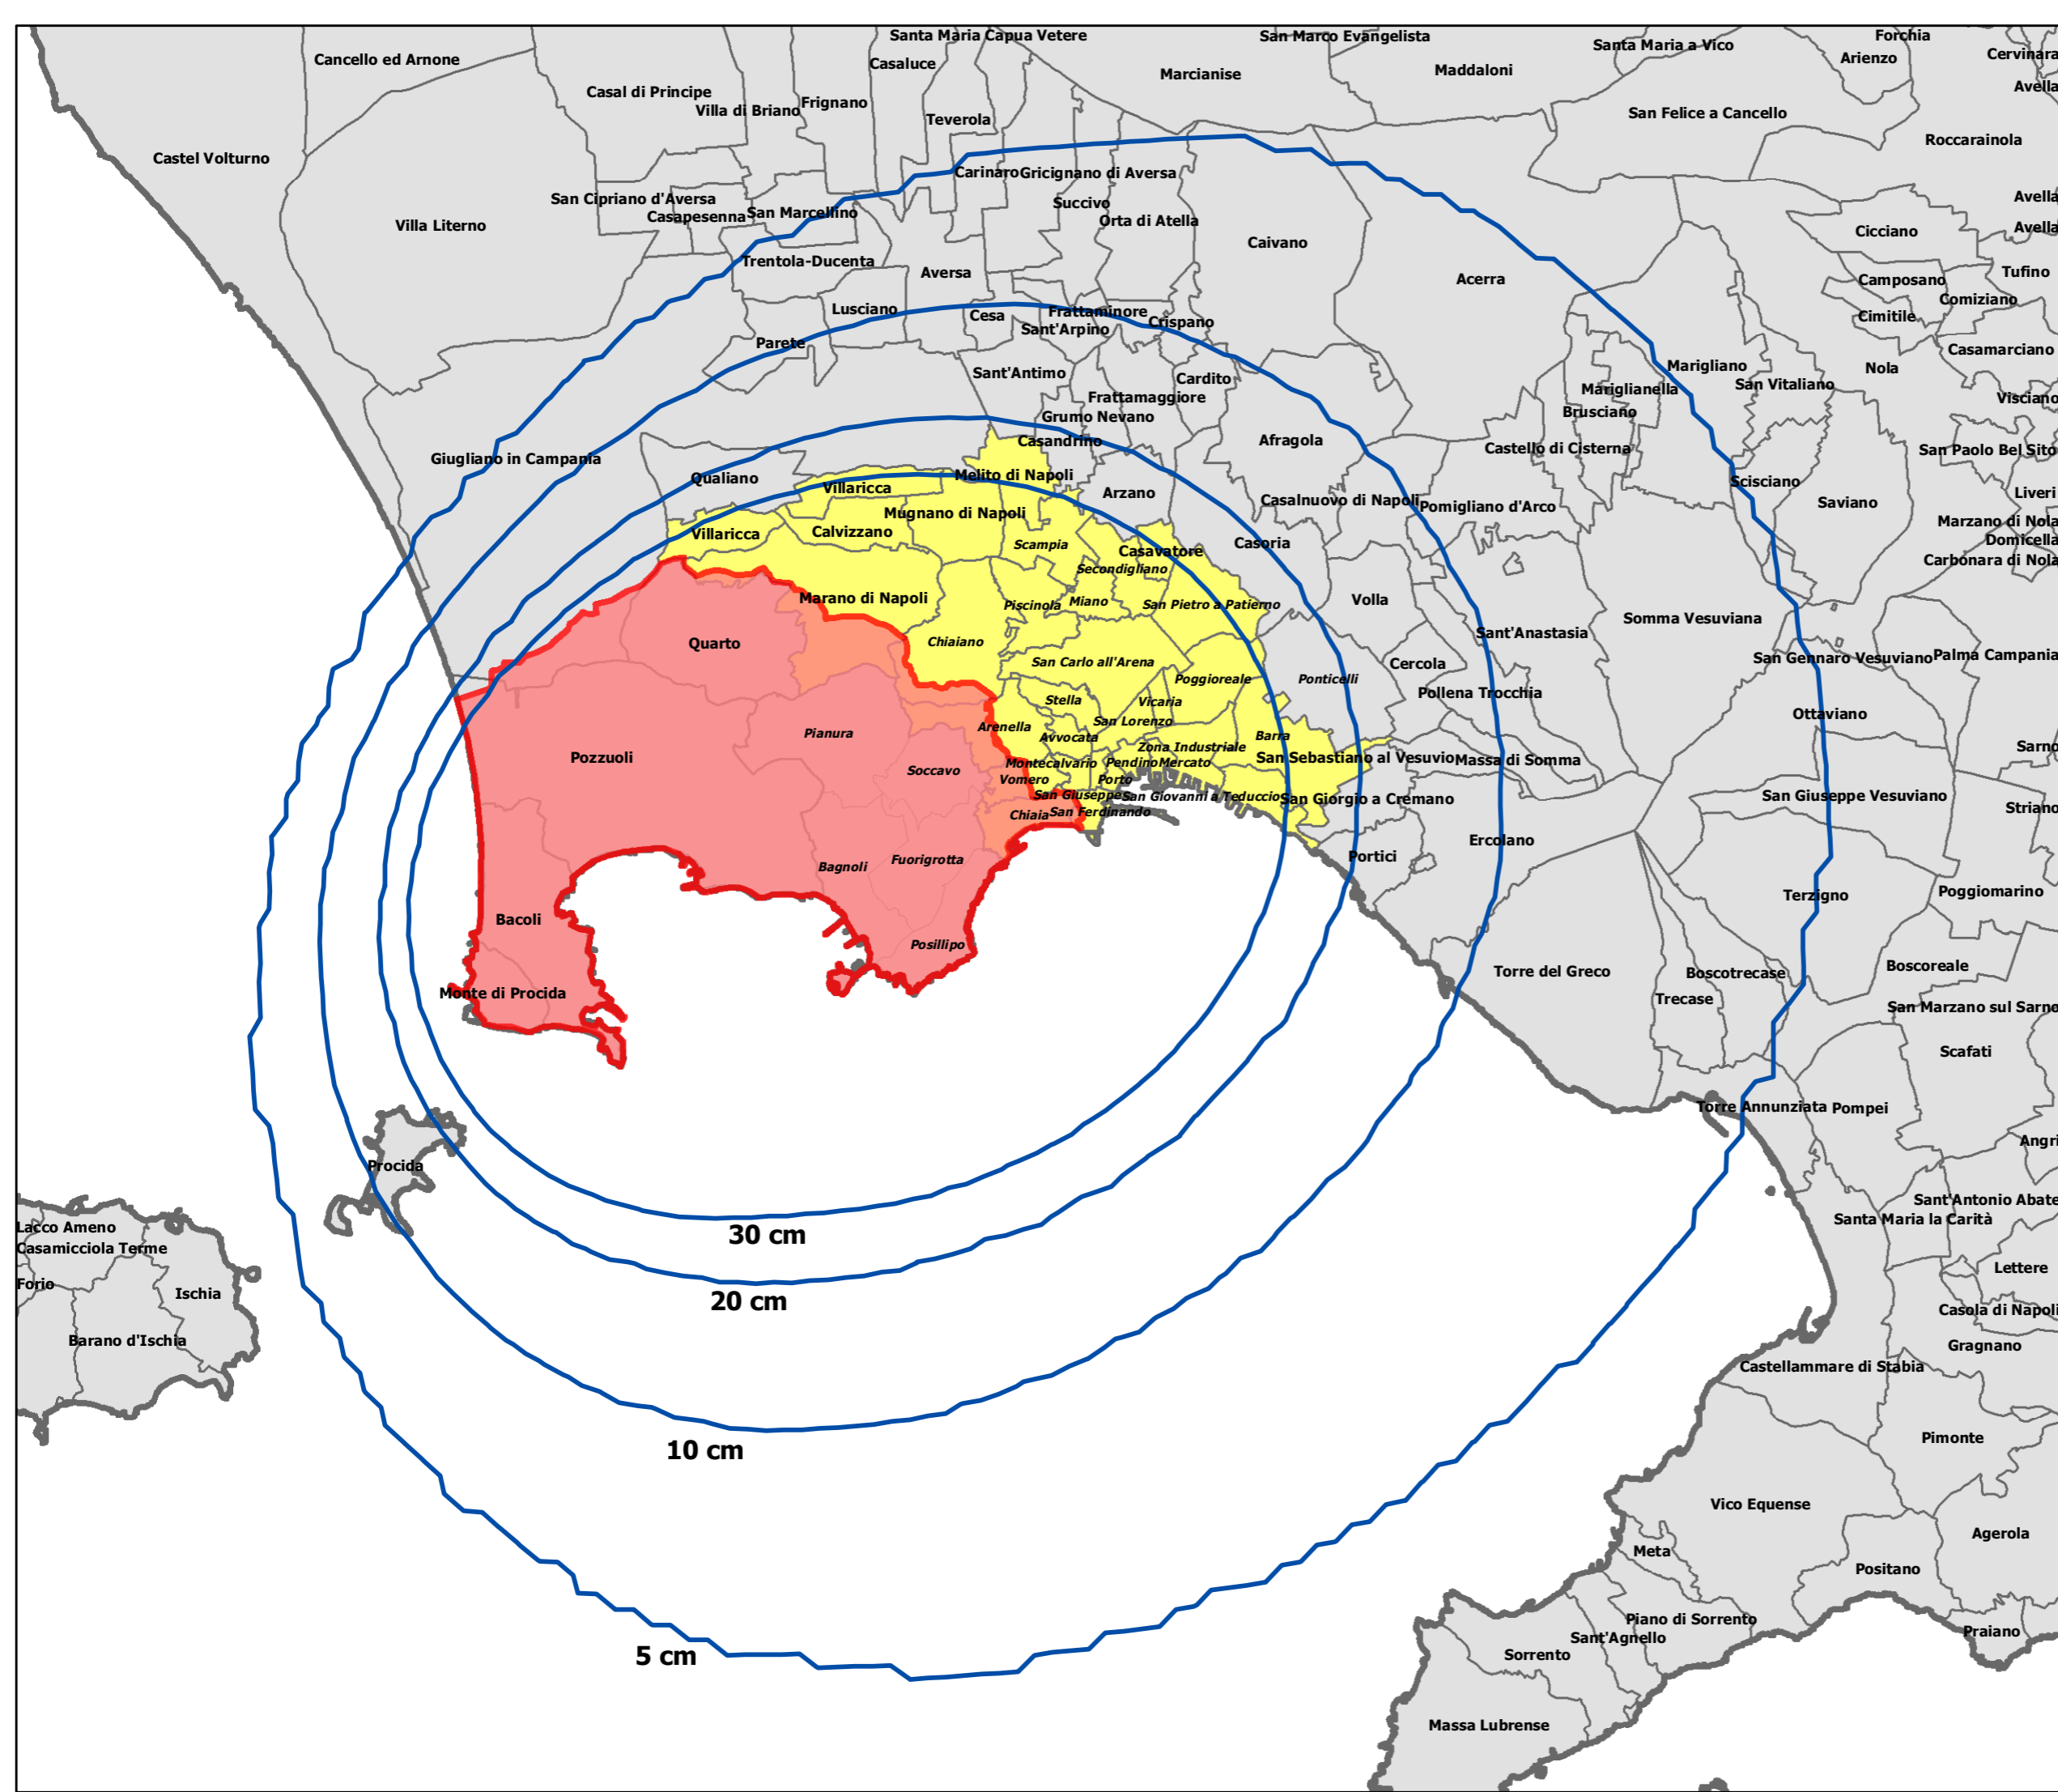 Santa Maria Capua Vetere
San Marco Evangelista
Forchia
Santa Maria a Vico
Cervinara
Cancello ed Arnone
Casaluce
Arienzo
Marcianise
Maddaloni
Avella
Casal di Principe
Frignano
Villa di Briano
San Felice a Cancello
Teverola
Roccarainola
Castel Volturno
Carinaro
Gricignano di Aversa
Avella
San Cipriano d'Aversa
Succivo
San Marcellino
Casapesenna
Orta di Atella
Villa Literno
Avella
Cicciano
Caivano
Trentola-Ducenta
Aversa
Tufino
Acerra
Camposano
Comiziano
Lusciano
Frattaminore
Cesa
Cimitile
Crispano
Sant'Arpino
Parete
Casamarciano
Marigliano
Nola
Sant'Antimo
Cardito
San Vitaliano
Mariglianella
Frattamaggiore
Visciano
Brusciano
Grumo Nevano
Casandrino
Afragola
Castello di Cisterna
San Paolo Bel Sito
Giugliano in Campania
Melito di Napoli
Qualiano
Scisciano
Villaricca
Arzano
Liveri
Casalnuovo di Napoli
Saviano
Pomigliano d'Arco
Mugnano di Napoli
Marzano di Nola
Villaricca
Calvizzano
Domicella
Scampia
Casoria
Casavatore
Carbonara di Nola
Secondigliano
Marano di Napoli
Miano
Volla
Piscinola
San Pietro a Patierno
Somma Vesuviana
Sant'Anastasia
Quarto
Chiaiano
Palma Campania
San Gennaro Vesuviano
San Carlo all'Arena
Cercola
Poggioreale
Ponticelli
Pollena Trocchia
Stella
Vicaria
Ottaviano
San Lorenzo
Arenella
Pianura
Avvocata
Barra
Zona Industriale
Sarno
Pozzuoli
San Sebastiano al Vesuvio
Massa di Somma
Montecalvario
Pendino
Mercato
Soccavo
Vomero
Porto
San Giuseppe
San Giovanni a Teduccio
San Giorgio a Cremano
San Giuseppe Vesuviano
Striano
Chiaia
San Ferdinando
Ercolano
Portici
Fuorigrotta
Bagnoli
Poggiomarino
Terzigno
Bacoli
Posillipo
Boscoreale
Torre del Greco
Boscotrecase
Monte di Procida
Trecase
San Marzano sul Sarno
Scafati
Torre Annunziata
Pompei
Angri
Procida
Sant'Antonio Abate
Santa Maria la Carità
Lacco Ameno
30 cm
Casamicciola Terme
Lettere
Forio
Ischia
20 cm
Casola di Napoli
Barano d'Ischia
Gragnano
Castellammare di Stabia
Pimonte
10 cm
Vico Equense
Agerola
Meta
Positano
Piano di Sorrento
Praiano
Sant'Agnello
Sorrento
5 cm
Massa Lubrense